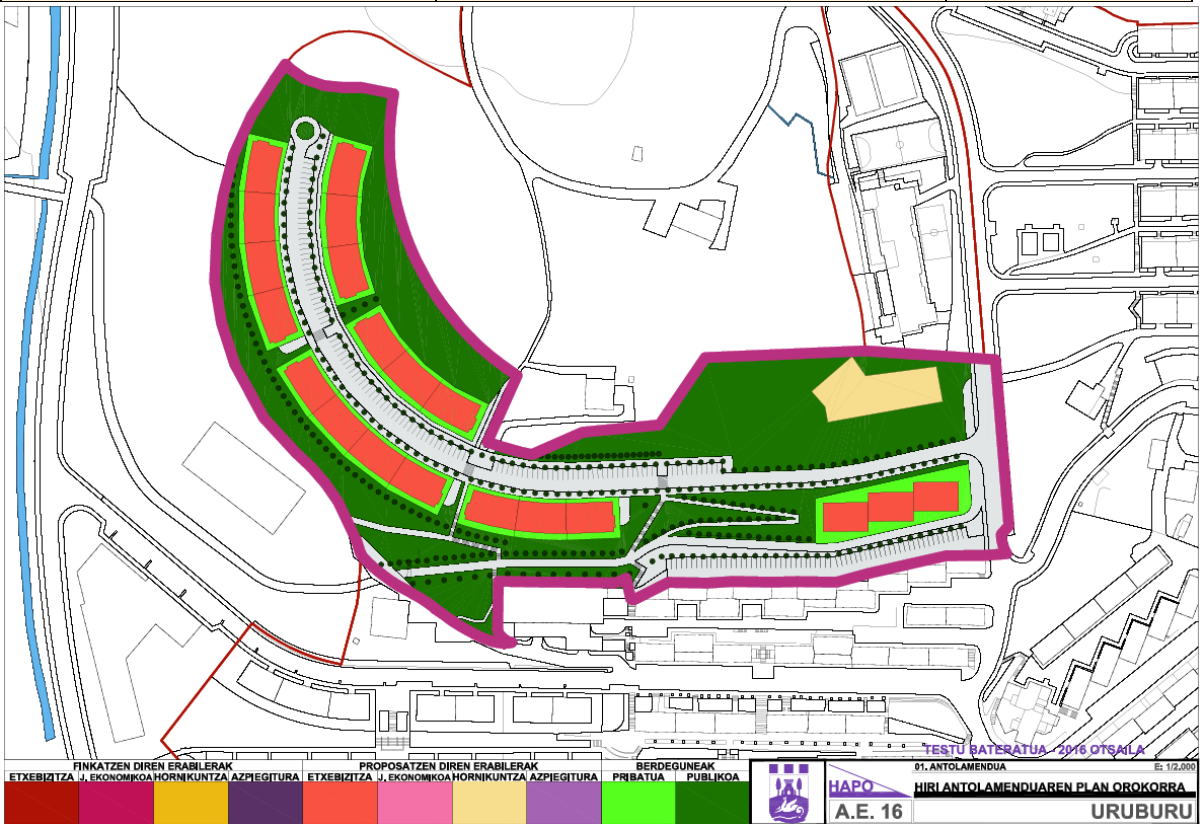 TESTU BATERATUA - 2016 OTSAILA
FINKATZEN DIREN ERABILERAK
PROPOSATZEN DIREN ERABILERAK
BERDEGUNEAK
ETXEBIZITZA J. EKONOMIKOA HORNIKUNTZA AZPIEGITURA ETXEBIZITZA J. EKONOMIKOA HORNIKUNTZA AZPIEGITURA PRIBATUA PUBLIKOA
HAPO
A.E. 16
01. ANTOLAMENDUA E: 1/2.000
HIRI ANTOLAMENDUAREN PLAN OROKORRA
URUBURU